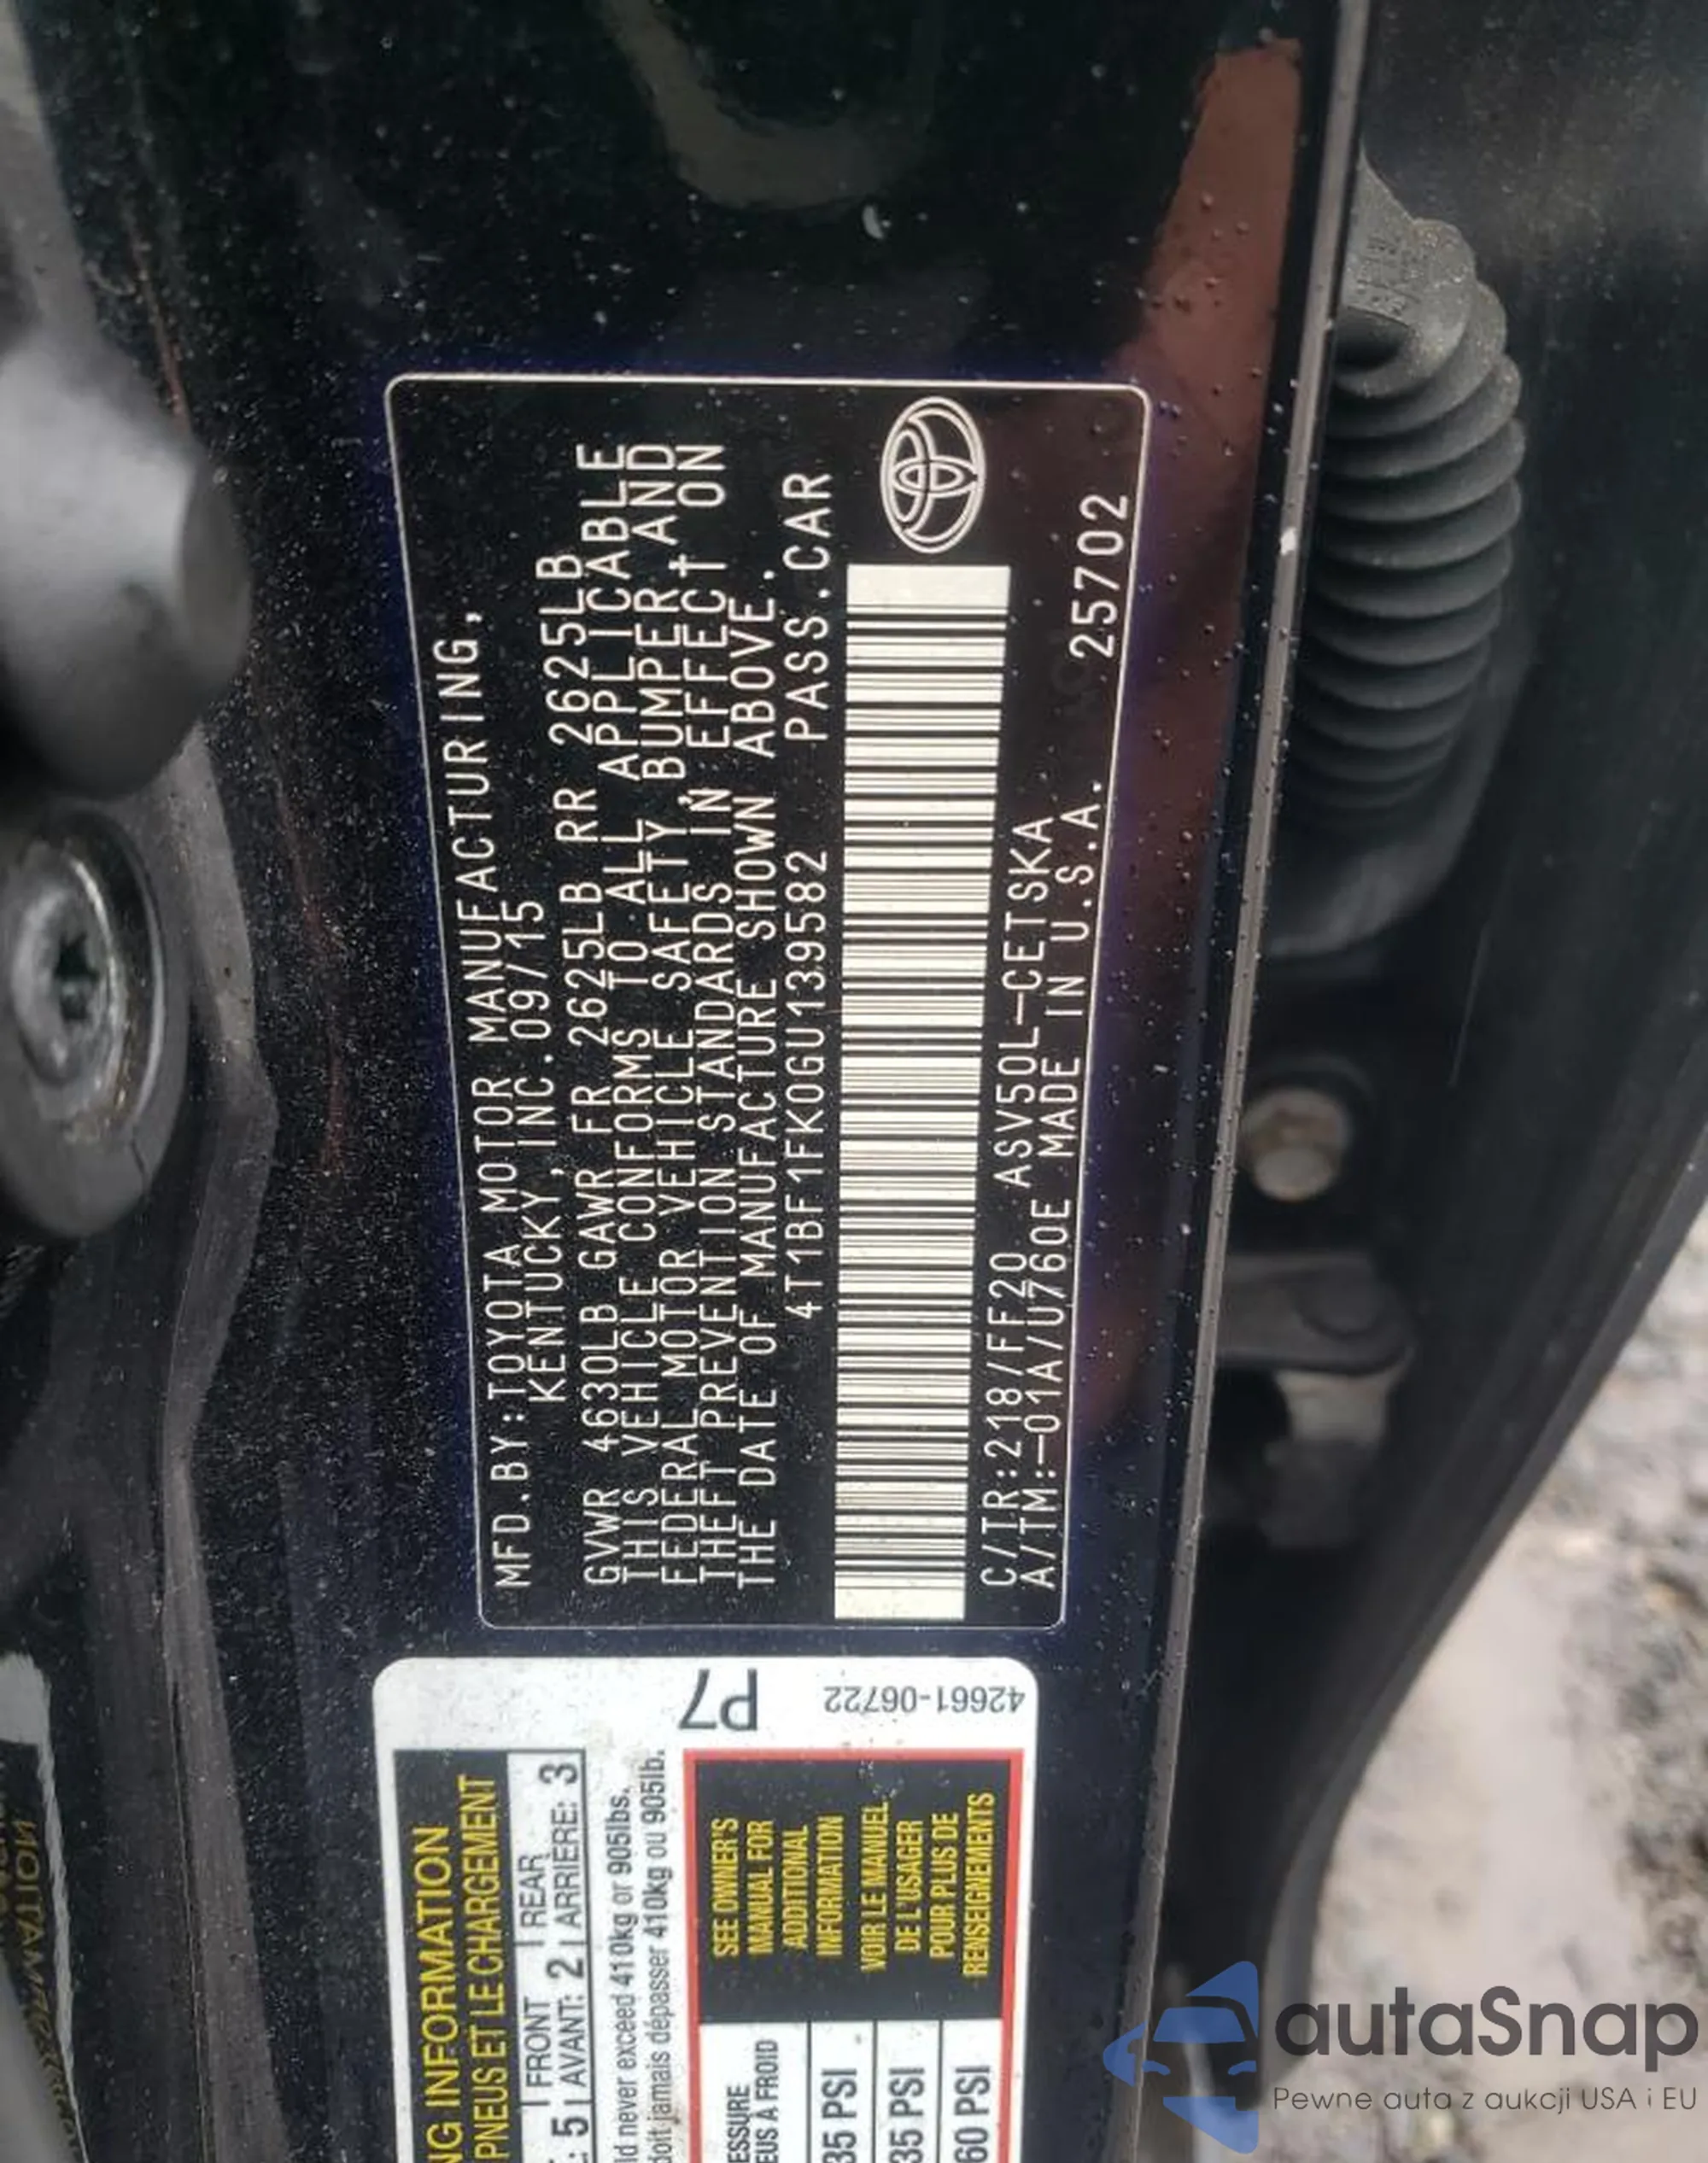 MFD.BY:TOYOTA MOTOR MANUFACTURING,
KENTUCKY,INC.09/15
GVWR 4630LB GAWR FR 2625LB RR 2625LB
THIS VEHICLE CONFORMS TO ALL APPLICABLE
FEDERAL MOTOR VEHICLE SAFETY,BUMPER,AND
THEFT PREVENTION STANDARDS IN EFFECT ON
THE DATE OF MANUFACTURE SHOWN ABOVE.
4T1BF1FK0GU139582 PASS.CAR
C/TR:218/FF20 ASV50L-CETSKA
A/TM:-01A/U760E MADE IN U.S.A. 25702
P7
42661-06722
INFORMATION
PNEUS ET LE CHARGEMENT
5 FRONT REAR
AVANT: 2 ARRIERE: 3
never exceed 410kg or 905lbs.
doit jamais dépasser 410kg ou 905lb.
SEE OWNER'S
MANUAL FOR
ADDITIONAL
INFORMATION
VOIR LE MANUEL
DE L'USAGER
POUR PLUS DE
RENSEIGNEMENTS
A FROID
35 PSI
35 PSI
60 PSI
autaSnap
Pewne auta z aukcji USA i EU